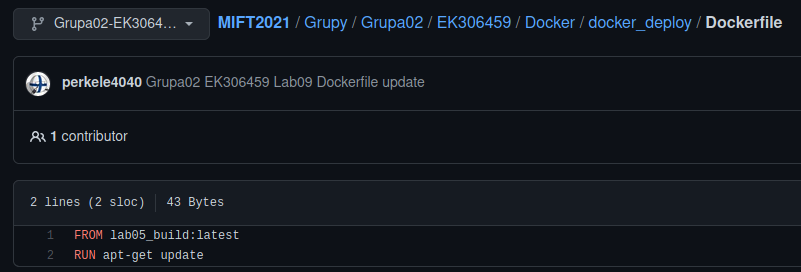 Grupa02-EK3064… MIFT2021 / Grupy / Grupa02 / EK306459 / Docker / docker_deploy / Dockerfile
perkele4040 Grupa02 EK306459 Lab09 Dockerfile update
1 contributor
2 lines (2 sloc) 43 Bytes
1 FROM lab05_build:latest
2 RUN apt-get update